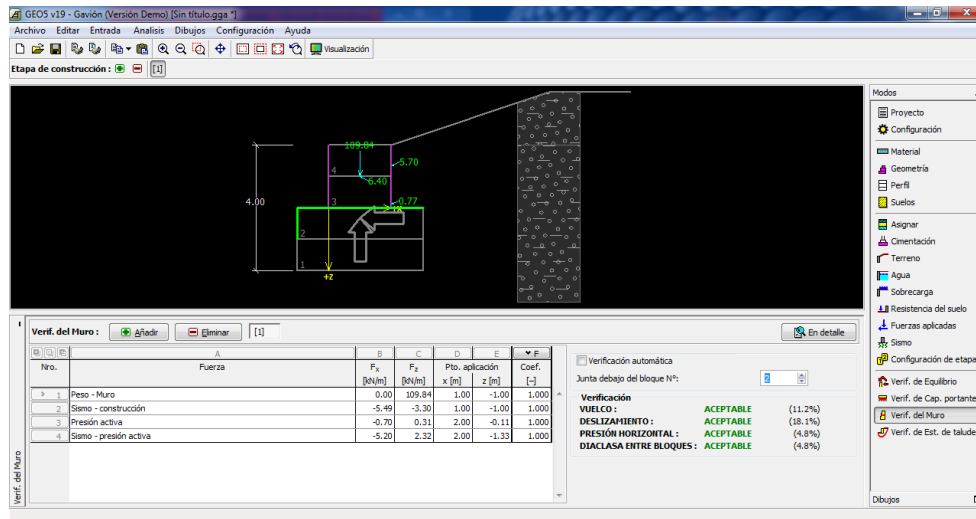 GEO5 v19 - Gavión (Versión Demo) [Sin título.gga *]
Archivo Editar Entrada Analisis Dibujos Configuración Ayuda
Visualización
Etapa de construcción : [1]
109.84
5.70
4
6.40
4.00
3
0.77
+x
2
1
+z
Modos
Proyecto
Configuración
Material
Geometría
Perfil
Suelos
Asignar
Cimentación
Terreno
Agua
Sobrecarga
Resistencia del suelo
Fuerzas aplicadas
Sismo
Configuración de etapa
Verif. de Equilibrio
Verif. de Cap. portante
Verif. del Muro
Verif. de Est. de talude
Dibujos
Verif. del Muro : Añadir Eliminar [1] En detalle
A B C D E F
Nro. Fuerza Fx Fz Pto. aplicación Coef.
[kN/m] [kN/m] x [m] z [m] [-]
1 Peso - Muro 0.00 109.84 1.00 -1.00 1.000
2 Sismo - construcción -5.49 -3.30 1.00 -1.00 1.000
3 Presión activa -0.70 0.31 2.00 -0.11 1.000
4 Sismo - presión activa -5.20 2.32 2.00 -1.33 1.000
Verificación automática
Junta debajo del bloque Nº: 2
Verificación
VUELCO : ACEPTABLE (11.2%)
DESLIZAMIENTO : ACEPTABLE (18.1%)
PRESIÓN HORIZONTAL : ACEPTABLE (4.8%)
DIACLASA ENTRE BLOQUES : ACEPTABLE (4.8%)
Verif. del Muro